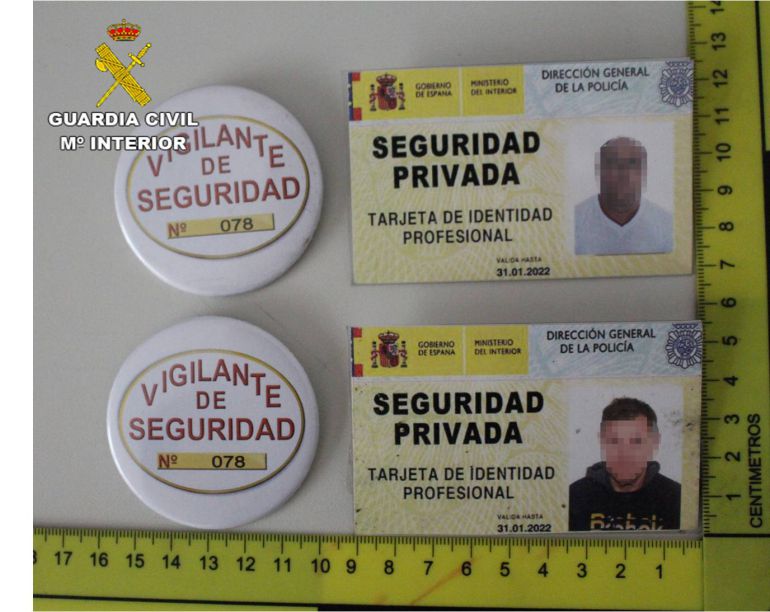 GUARDIA CIVIL
Mº INTERIOR
VIGILANTE
DE
SEGURIDAD
Nº 078
GOBIERNO
DE ESPAÑA
MINISTERIO
DEL INTERIOR
DIRECCIÓN GENERAL
DE LA POLICÍA
SEGURIDAD
PRIVADA
TARJETA DE IDENTIDAD
PROFESIONAL
VALIDA HASTA
31.01.2022
VIGILANTE
DE
SEGURIDAD
Nº 078
GOBIERNO
DE ESPAÑA
MINISTERIO
DEL INTERIOR
DIRECCIÓN GENERAL
DE LA POLICÍA
SEGURIDAD
PRIVADA
TARJETA DE IDENTIDAD
PROFESIONAL
VALIDA HASTA
31.01.2022
14
13
12
11
10
9
8
7
6
5
4
3
2
1
CENTIMETROS
17 16 15 14 13 12 11 10 9 8 7 6 5 4 3 2 1